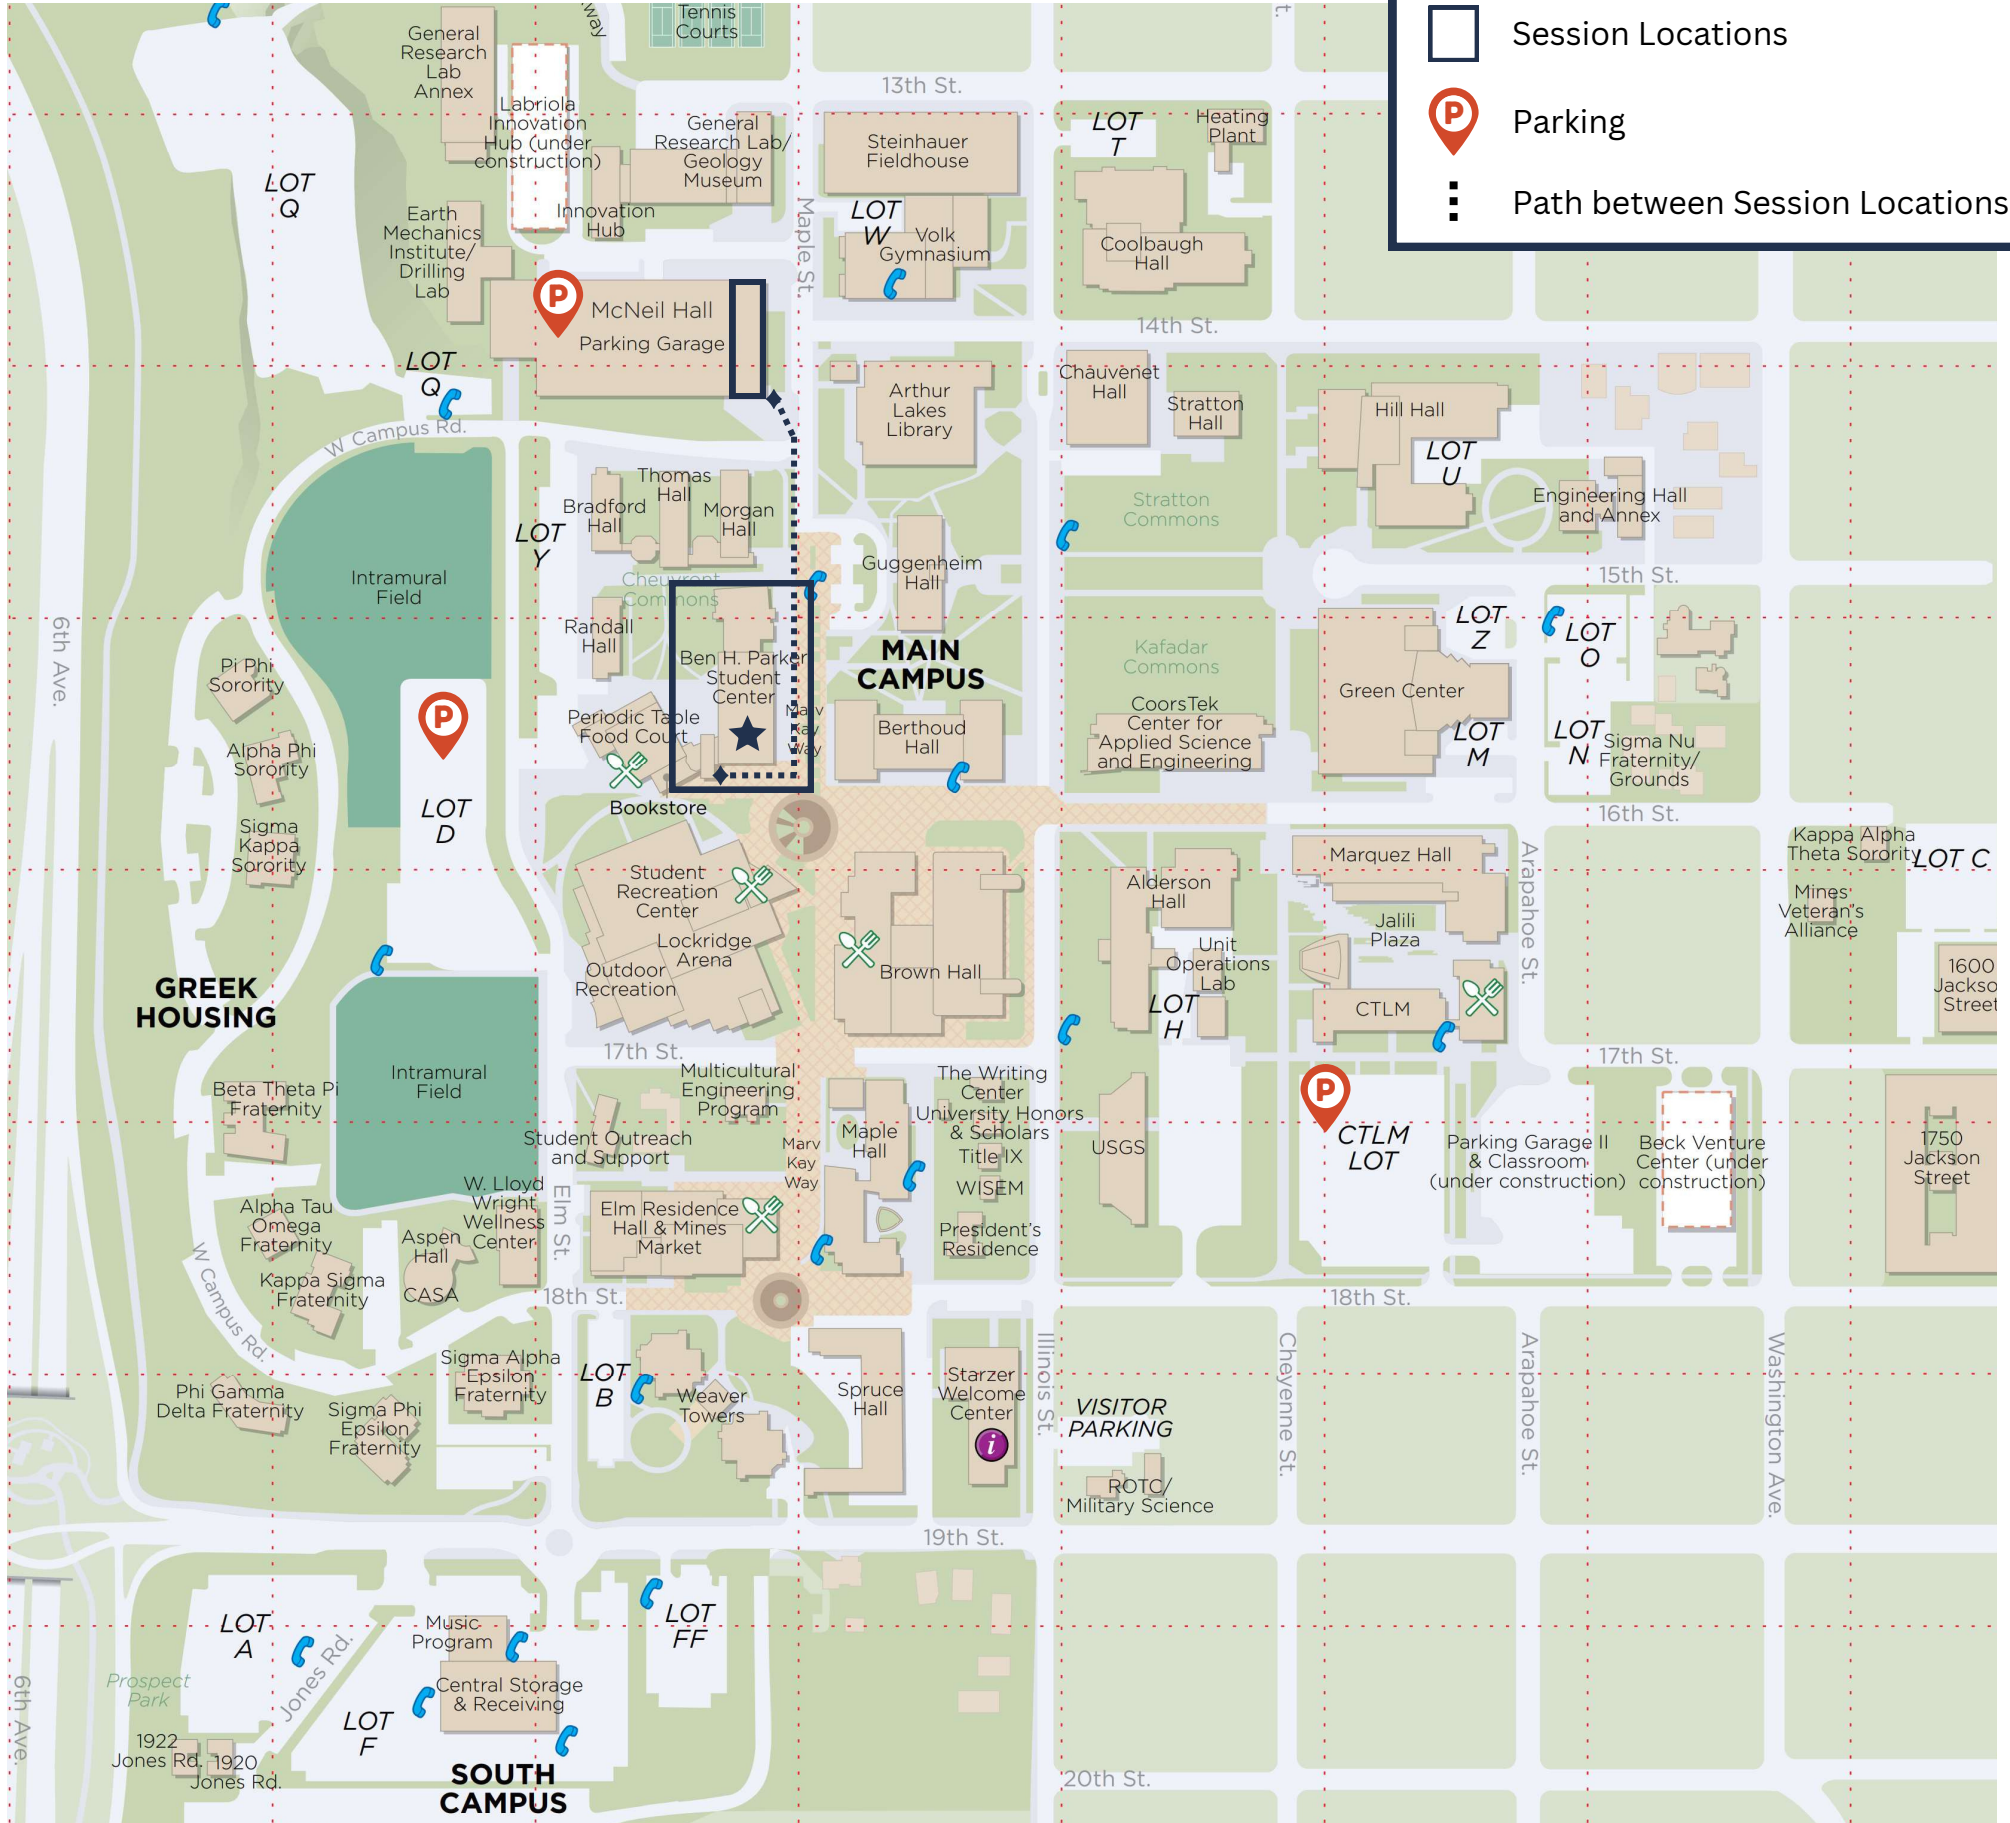 Session Locations
P
Parking
Path between Session Locations
way
Tennis
Courts
t.
General
Research
Lab
Annex
13th St.
Labriola
Innovation
Hub (under
construction)
General
Research Lab/
Geology
Museum
Steinhauer
Fieldhouse
LOT
T
Heating
Plant
LOT
Q
Innovation
Hub
Maple St.
LOT
W
Volk
Gymnasium
Earth
Mechanics
Institute/
Drilling
Lab
Coolbaugh
Hall
P
McNeil Hall
Parking Garage
14th St.
LOT
Q
Arthur
Lakes
Library
Chauvenet
Hall
Stratton
Hall
Hill Hall
W Campus Rd.
LOT
U
Thomas
Hall
Bradford
Hall
Morgan
Hall
Stratton
Commons
Engineering Hall
and Annex
LOT
Y
Guggenheim
Hall
15th St.
Intramural
Field
Cheuvront
Commons
6th Ave.
Randall
Hall
LOT
Z
LOT
O
MAIN
CAMPUS
Kafadar
Commons
Pi Phi
Sorority
Ben H. Parker
Student
Center
Green Center
P
Periodic Table
Food Court
Marv
Kay
Way
Berthoud
Hall
CoorsTek
Center for
Applied Science
and Engineering
LOT
M
LOT
N
Sigma Nu
Fraternity/
Grounds
Alpha Phi
Sorority
LOT
D
Bookstore
16th St.
Sigma
Kappa
Sorority
Kappa Alpha
Theta Sorority
LOT C
Marquez Hall
Arapahoe St.
Student
Recreation
Center
Alderson
Hall
Mines
Veteran's
Alliance
Jalili
Plaza
Lockridge
Arena
Unit
Operations
Lab
Outdoor
Recreation
Brown Hall
1600
Jackso
Street
GREEK
HOUSING
LOT
H
CTLM
17th St.
17th St.
Intramural
Field
Multicultural
Engineering
Program
The Writing
Center
University Honors
& Scholars
Title IX
WISEM
President's
Residence
P
CTLM
LOT
Beta Theta Pi
Fraternity
Student Outreach
and Support
Marv
Kay
Way
Maple
Hall
USGS
Parking Garage II
& Classroom
(under construction)
Beck Venture
Center (under
construction)
1750
Jackson
Street
W. Lloyd
Wright
Wellness
Center
Elm St.
Elm Residence
Hall & Mines
Market
Alpha Tau
Omega
Fraternity
Aspen
Hall
CASA
W Campus Rd.
Kappa Sigma
Fraternity
18th St.
18th St.
Illinois St.
Cheyenne St.
Arapahoe St.
Washington Ave.
Sigma Alpha
Epsilon
Fraternity
LOT
B
Weaver
Towers
Spruce
Hall
Starzer
Welcome
Center
i
VISITOR
PARKING
Phi Gamma
Delta Fraternity
Sigma Phi
Epsilon
Fraternity
ROTC/
Military Science
19th St.
LOT
A
Jones Rd.
Music
Program
LOT
FF
Prospect
Park
6th Ave.
Central Storage
& Receiving
LOT
F
1922
Jones Rd.
1920
Jones Rd.
SOUTH
CAMPUS
20th St.